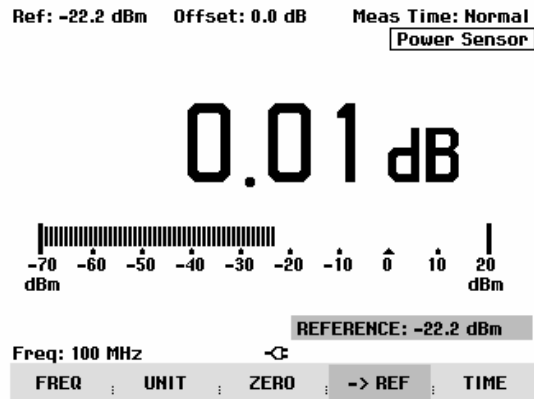 Ref: -22.2 dBm Offset: 0.0 dB Meas Time: Normal
Power Sensor
0.01 dB
-70 -60 -50 -40 -30 -20 -10 0 10 20
dBm dBm
REFERENCE: -22.2 dBm
Freq: 100 MHz
FREQ UNIT ZERO -> REF TIME